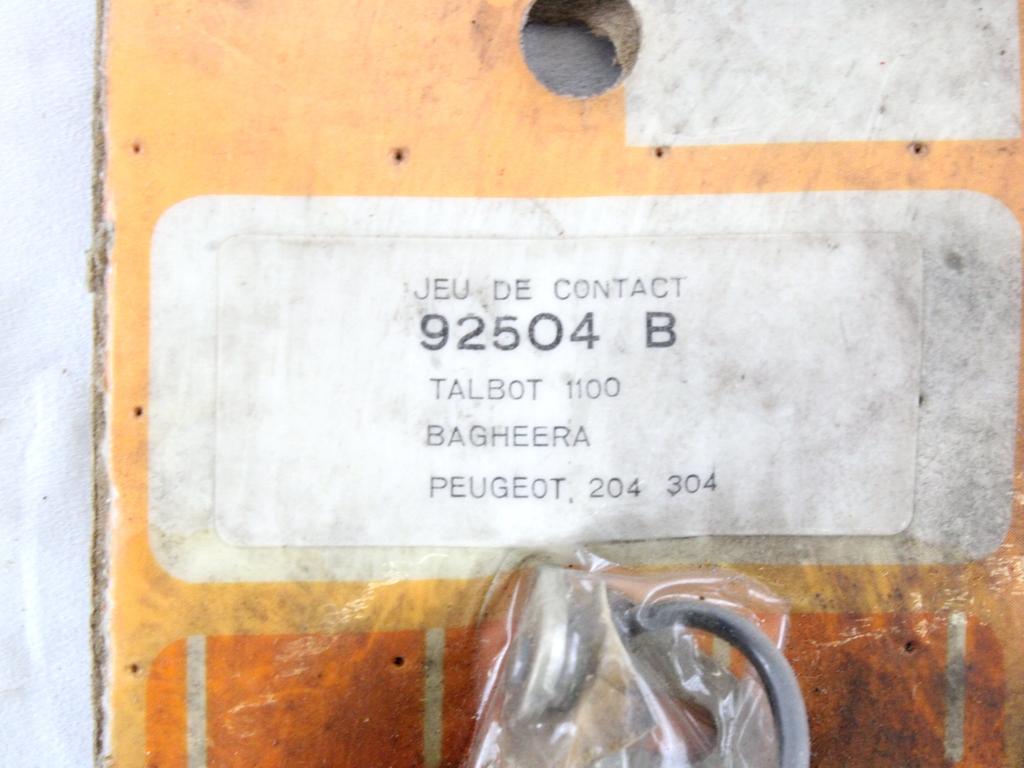 JEU DE CONTACT
92504 B
TALBOT 1100
BAGHEERA
PEUGEOT, 204 304